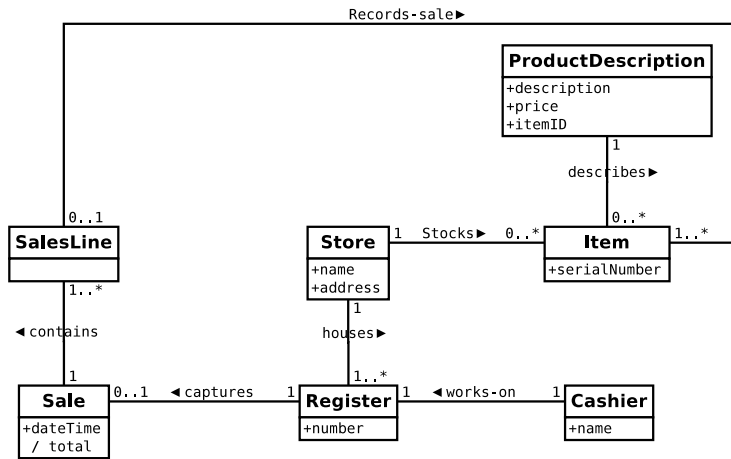 Records-sale►
ProductDescription
+description
+price
+itemID
1
describes►
0..*
0..1
SalesLine
1..*
Store
+name
+address
1
Stocks►
0..*
Item
+serialNumber
1..*
1
houses►
1..*
◄contains
1
Sale
+dateTime
/ total
0..1
◄captures
1
Register
+number
1
◄works-on
1
Cashier
+name